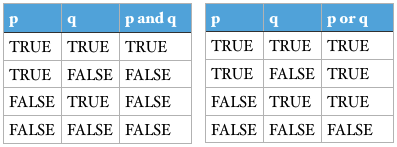 p q p and q
TRUE TRUE TRUE
TRUE FALSE FALSE
FALSE TRUE FALSE
FALSE FALSE FALSE
p q p or q
TRUE TRUE TRUE
TRUE FALSE TRUE
FALSE TRUE TRUE
FALSE FALSE FALSE